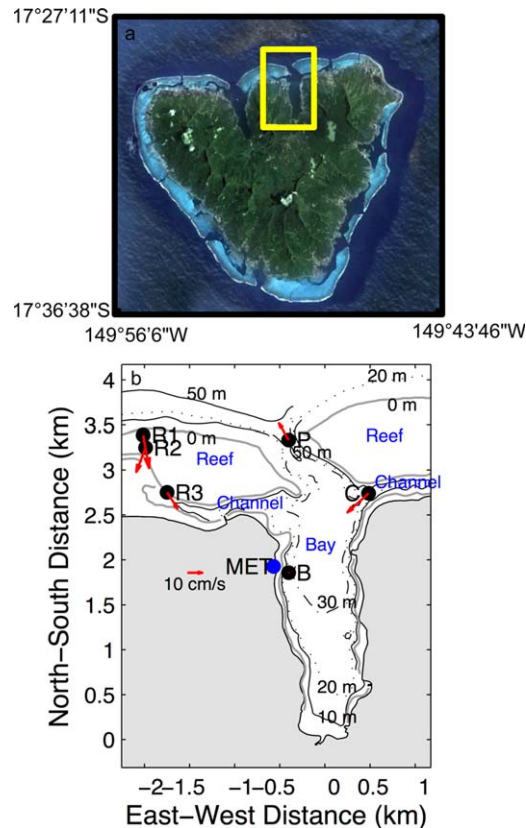 17°27'11"S
a
17°36'38"S
149°56'6"W
149°43'46"W
b
20 m
50 m
0 m
R1
0 m
P
Reef
R2
50 m
Reef
R3
Channel
C
Channel
Bay
MET
B
10 cm/s
30 m
20 m
10 m
4
3.5
3
2.5
2
1.5
1
0.5
0
North−South Distance (km)
−2−1.5−1−0.5 0 0.5 1
East−West Distance (km)